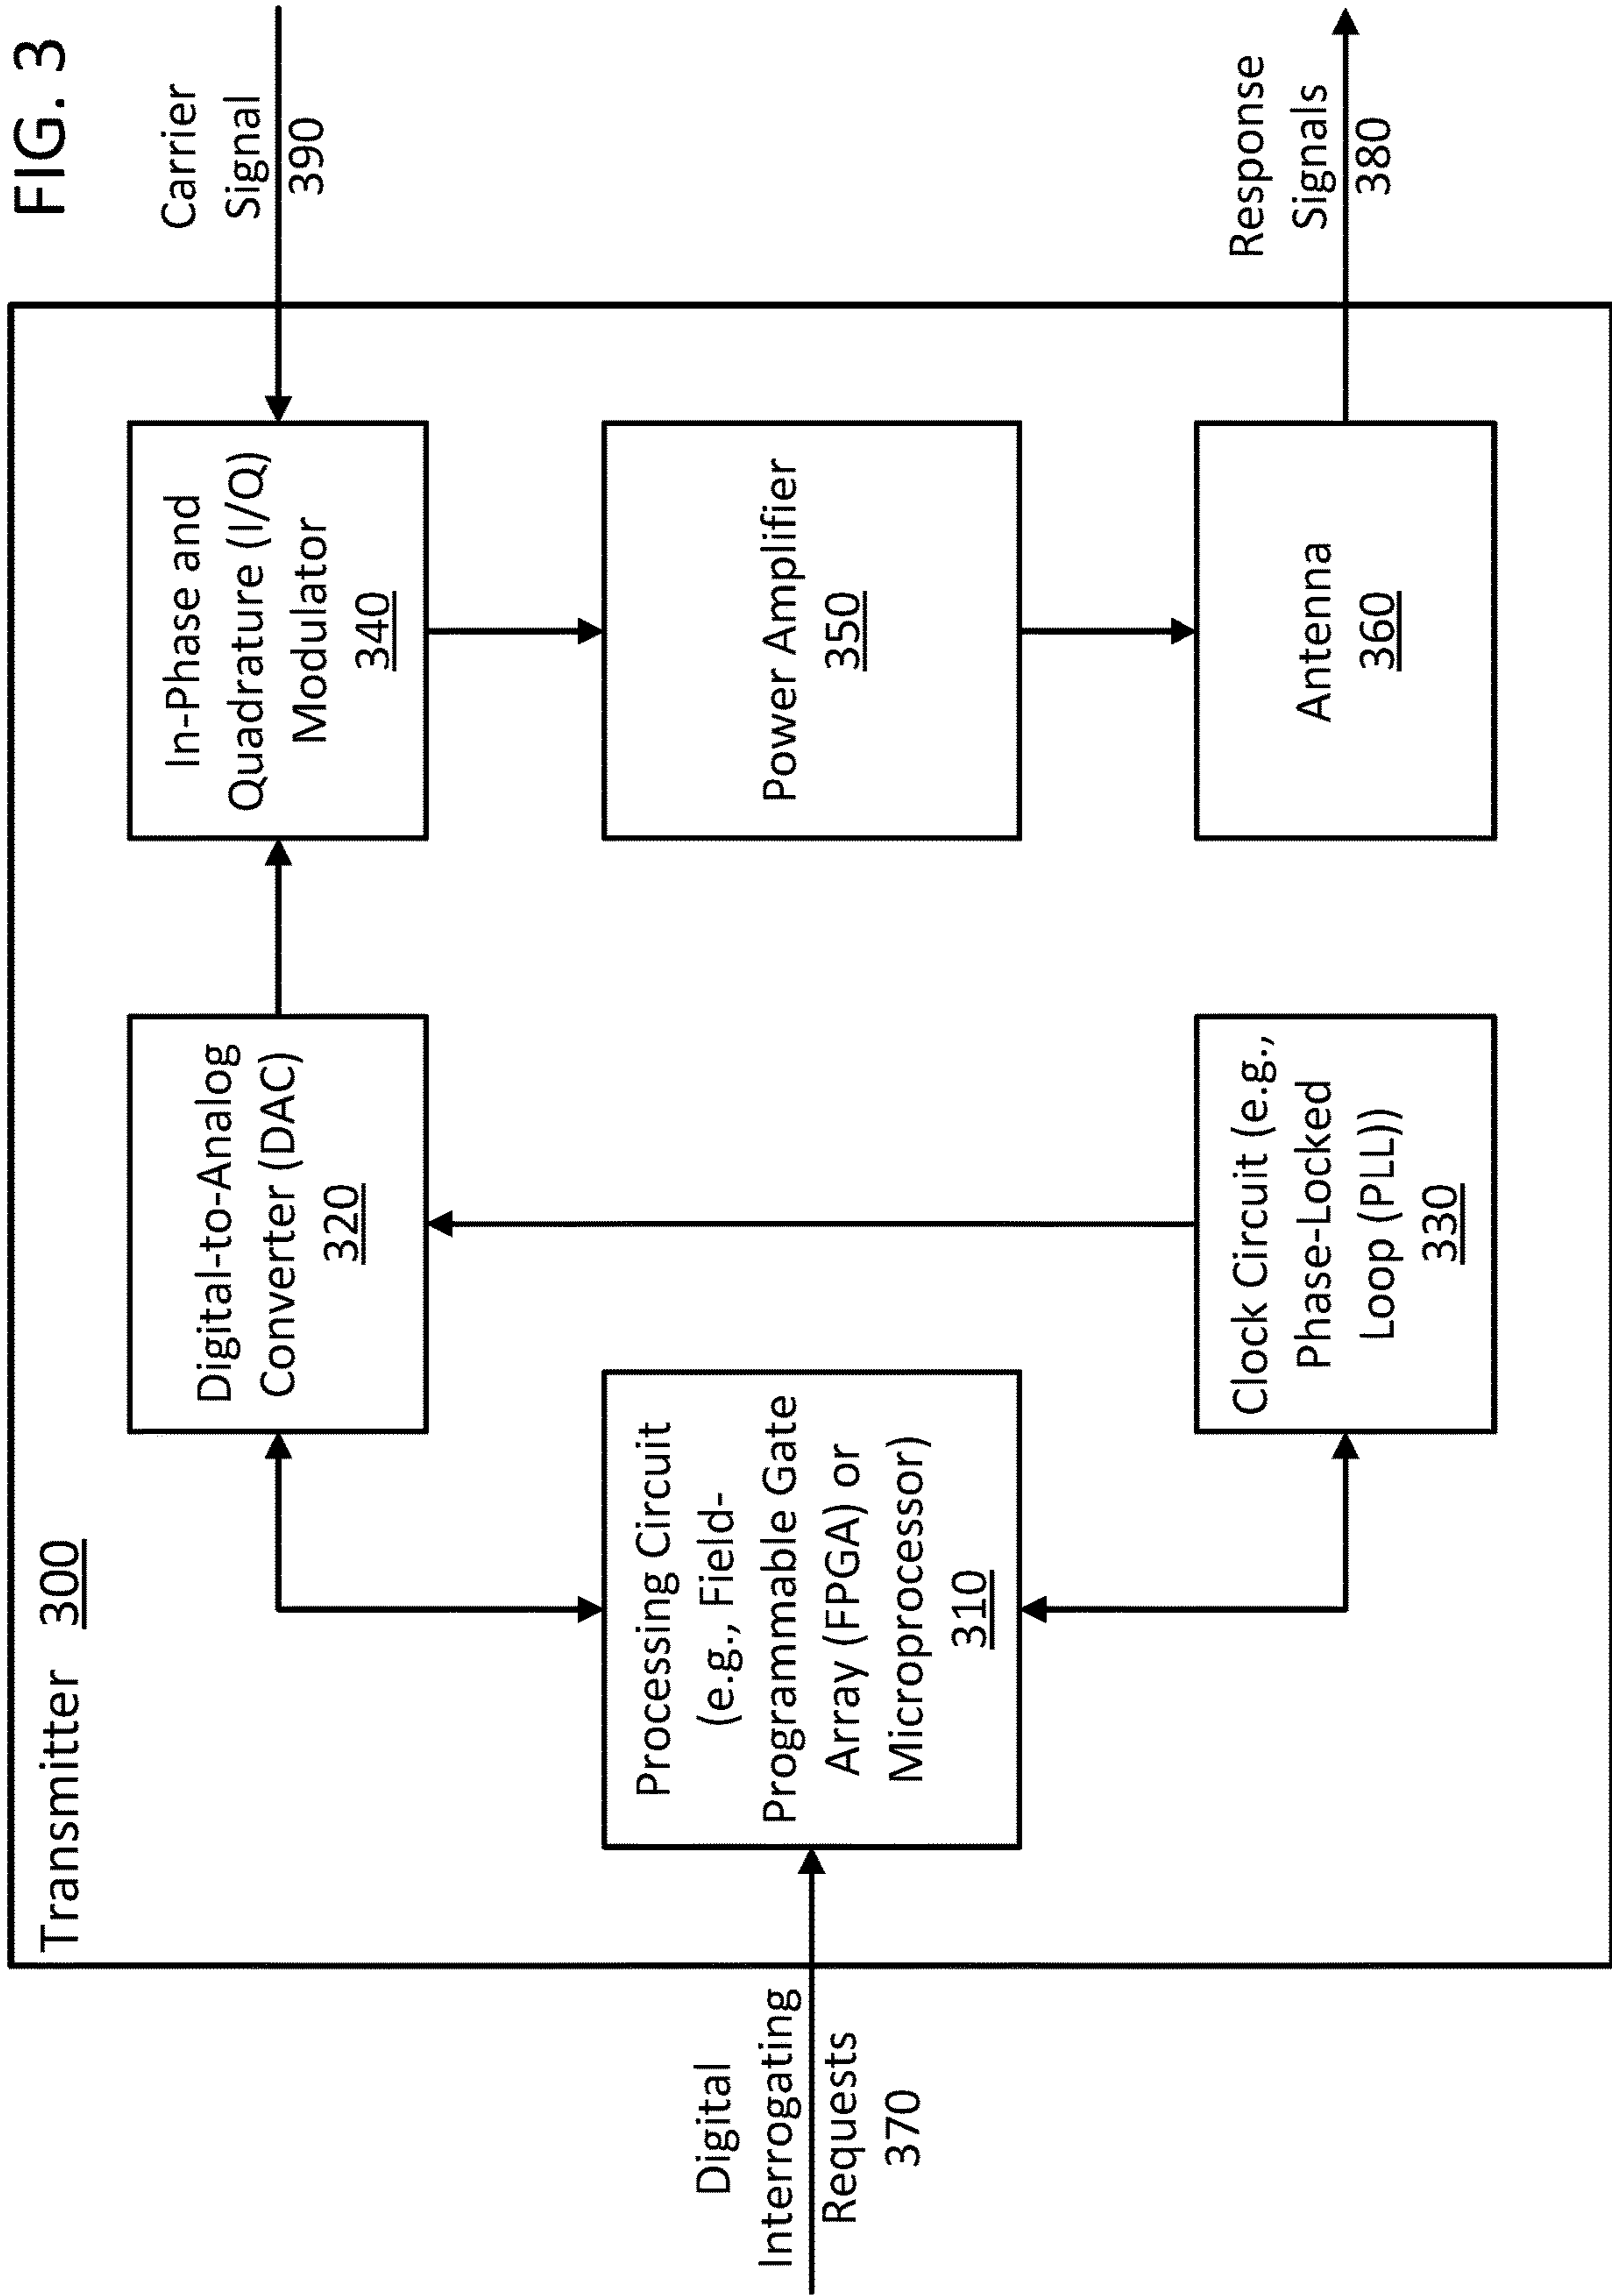 FIG. 3
Transmitter 300
Digital
Interrogating
Requests
370
Processing Circuit
(e.g., Field-
Programmable Gate
Array (FPGA) or
Microprocessor)
310
Digital-to-Analog
Converter (DAC)
320
Clock Circuit (e.g.,
Phase-Locked
Loop (PLL))
330
In-Phase and
Quadrature (I/Q)
Modulator
340
Power Amplifier
350
Antenna
360
Carrier
Signal
390
Response
Signals
380